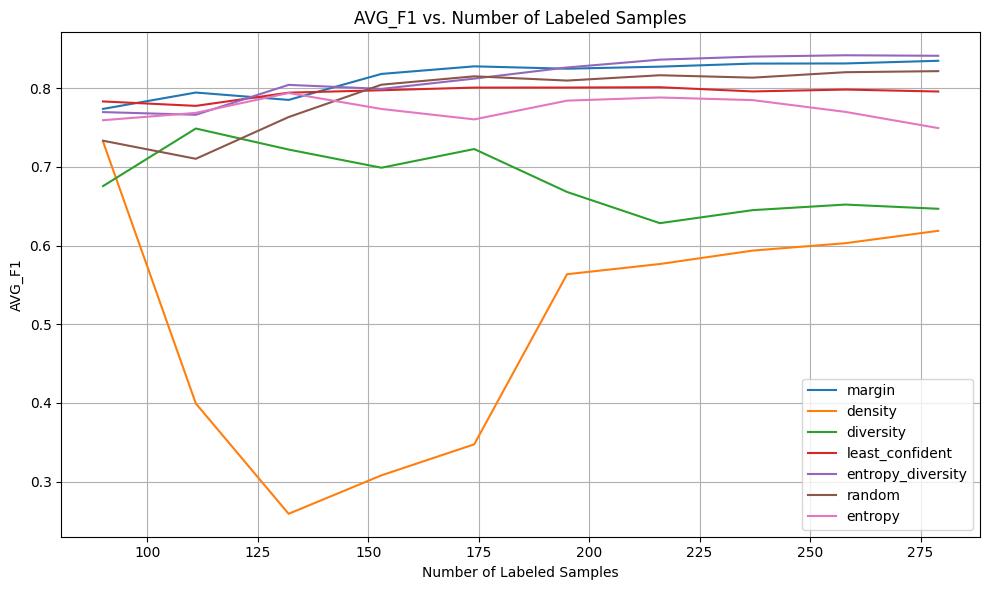 AVG_F1 vs. Number of Labeled Samples
AVG_F1
0.8
0.7
0.6
0.5
0.4
0.3
100
125
150
175
200
225
250
275
Number of Labeled Samples
margin
density
diversity
least_confident
entropy_diversity
random
entropy